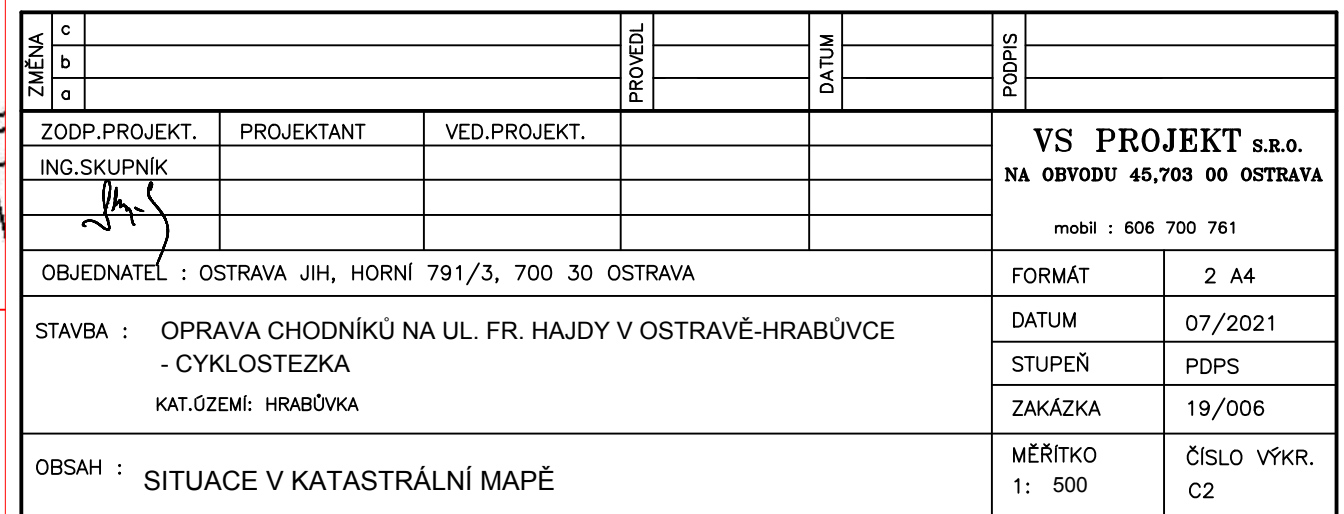 ZMĚNA
c
b
a
PROVEDL
DATUM
PODPIS
ZODP.PROJEKT. PROJEKTANT VED.PROJEKT.
ING.SKUPNÍK
VS PROJEKT S.R.O.
NA OBVODU 45,703 00 OSTRAVA
mobil : 606 700 761
OBJEDNATEL : OSTRAVA JIH, HORNÍ 791/3, 700 30 OSTRAVA
FORMÁT 2 A4
STAVBA : OPRAVA CHODNÍKŮ NA UL. FR. HAJDY V OSTRAVĚ-HRABŮVCE
- CYKLOSTEZKA
KAT.ÚZEMÍ: HRABŮVKA
DATUM 07/2021
STUPEŇ PDPS
ZAKÁZKA 19/006
OBSAH : SITUACE V KATASTRÁLNÍ MAPĚ
MĚŘÍTKO
1: 500
ČÍSLO VÝKR.
C2